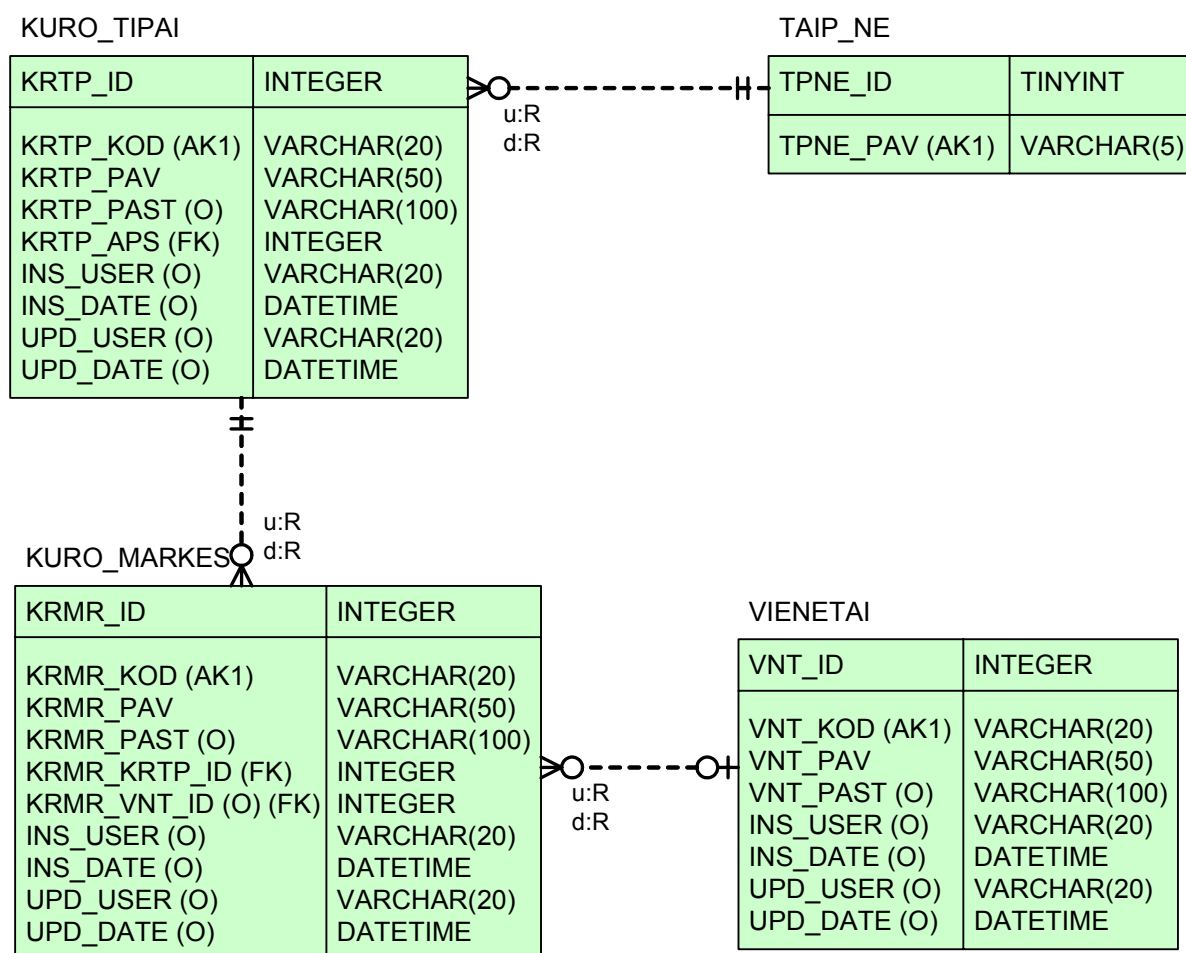 KURO_TIPAI
KRTP_ID INTEGER
KRTP_KOD (AK1) VARCHAR(20)
KRTP_PAV VARCHAR(50)
KRTP_PAST (O) VARCHAR(100)
KRTP_APS (FK) INTEGER
INS_USER (O) VARCHAR(20)
INS_DATE (O) DATETIME
UPD_USER (O) VARCHAR(20)
UPD_DATE (O) DATETIME
u:R
d:R
TAIP_NE
TPNE_ID TINYINT
TPNE_PAV (AK1) VARCHAR(5)
u:R
d:R
KURO_MARKES
KRMR_ID INTEGER
KRMR_KOD (AK1) VARCHAR(20)
KRMR_PAV VARCHAR(50)
KRMR_PAST (O) VARCHAR(100)
KRMR_KRTP_ID (FK) INTEGER
KRMR_VNT_ID (O) (FK) INTEGER
INS_USER (O) VARCHAR(20)
INS_DATE (O) DATETIME
UPD_USER (O) VARCHAR(20)
UPD_DATE (O) DATETIME
u:R
d:R
VIENETAI
VNT_ID INTEGER
VNT_KOD (AK1) VARCHAR(20)
VNT_PAV VARCHAR(50)
VNT_PAST (O) VARCHAR(100)
INS_USER (O) VARCHAR(20)
INS_DATE (O) DATETIME
UPD_USER (O) VARCHAR(20)
UPD_DATE (O) DATETIME